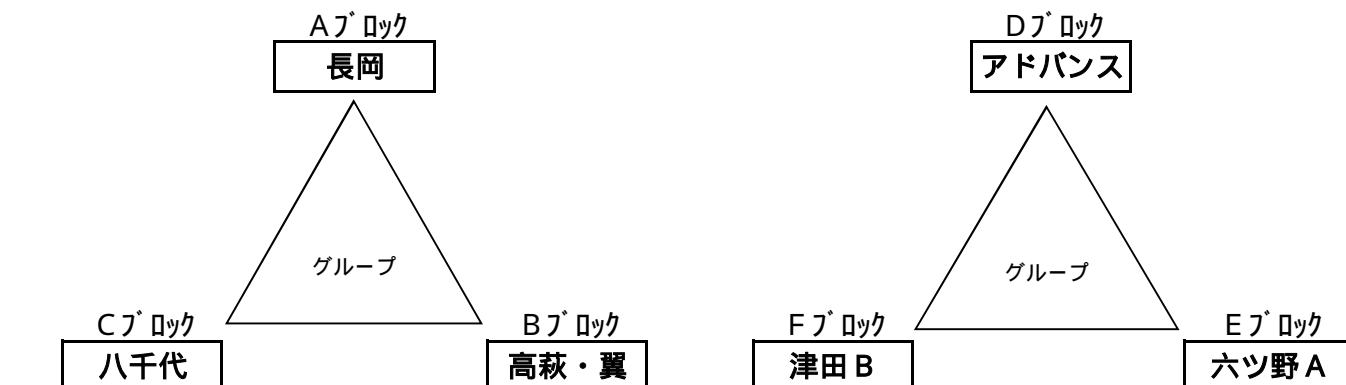 Aﾌﾞﾛｯｸ
長岡
グループ
Cﾌﾞﾛｯｸ
八千代
Bﾌﾞﾛｯｸ
高萩・翼
Dﾌﾞﾛｯｸ
アドバンス
グループ
Fﾌﾞﾛｯｸ
津田Ｂ
Eﾌﾞﾛｯｸ
六ツ野Ａ